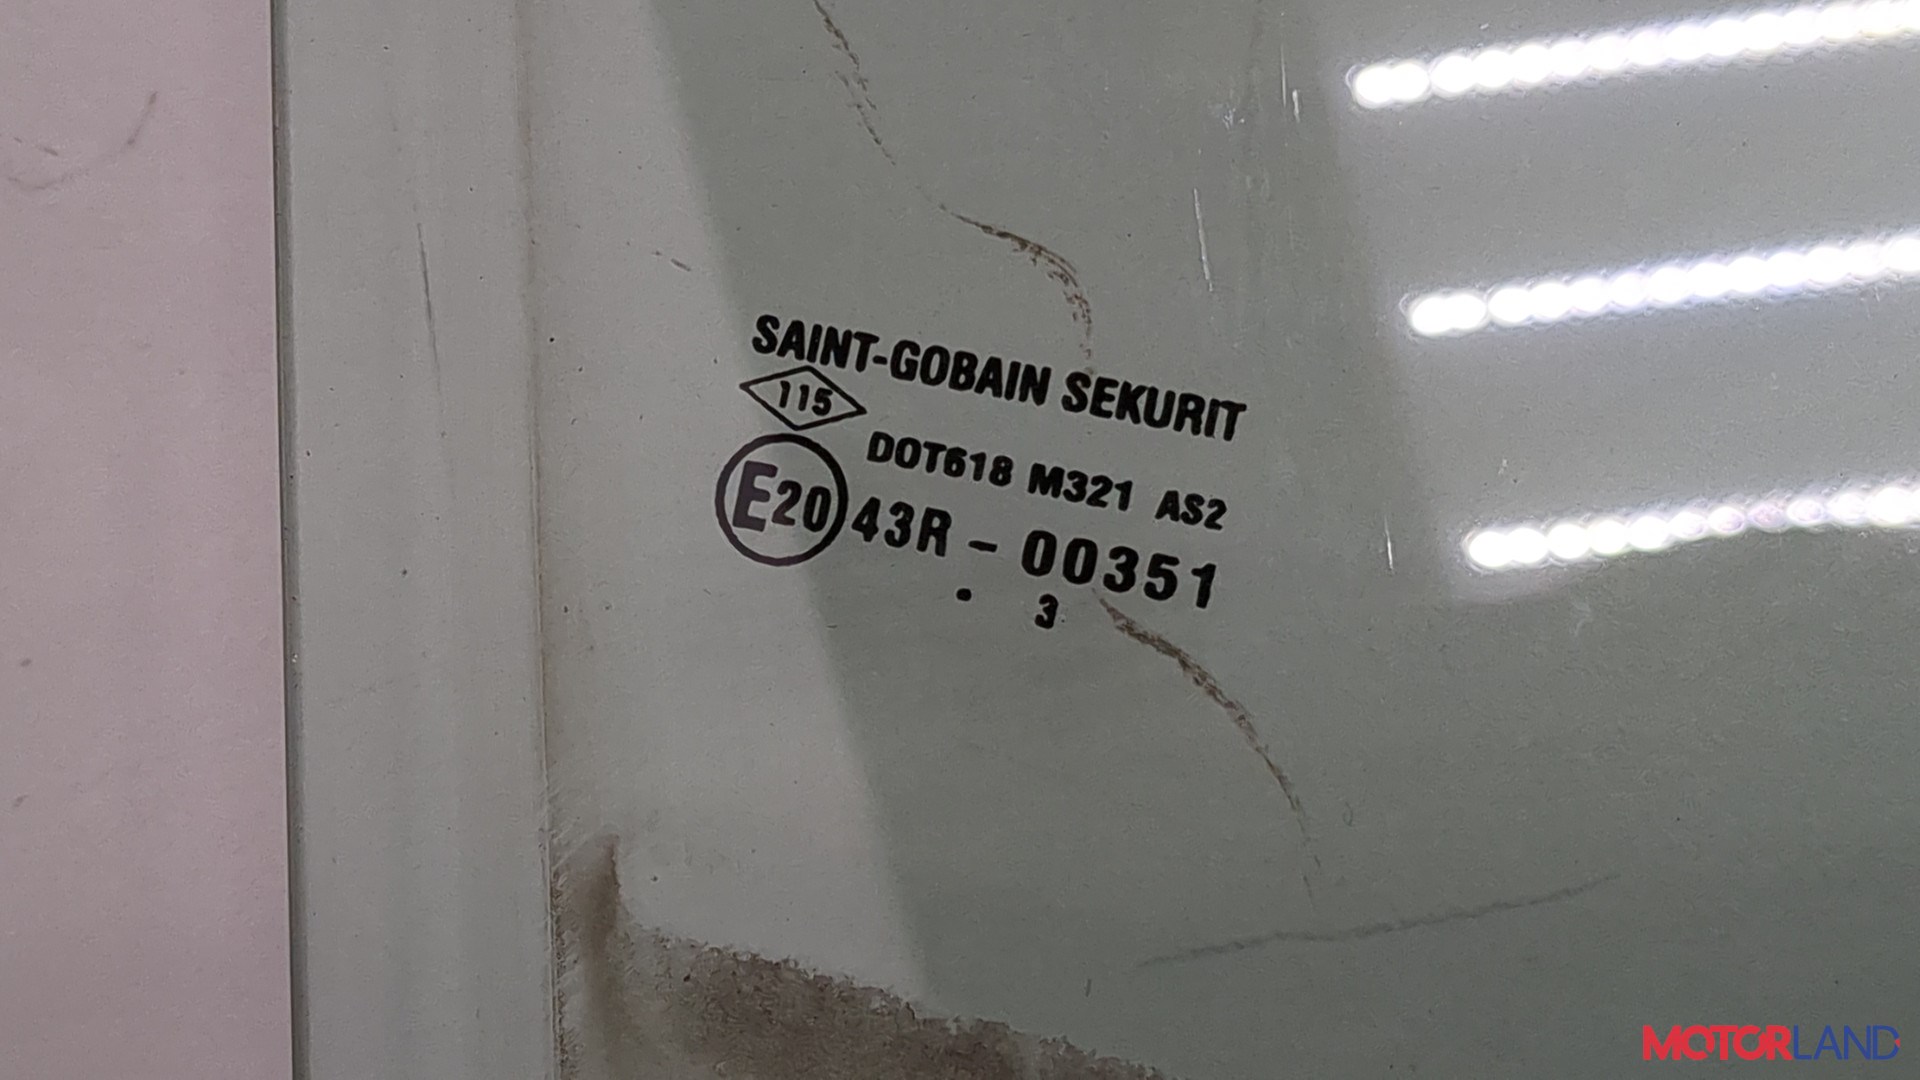 SAINT-GOBAIN SEKURIT
115
DOT618 M321 AS2
E20 43R - 00351
. 3
MOTORLAND